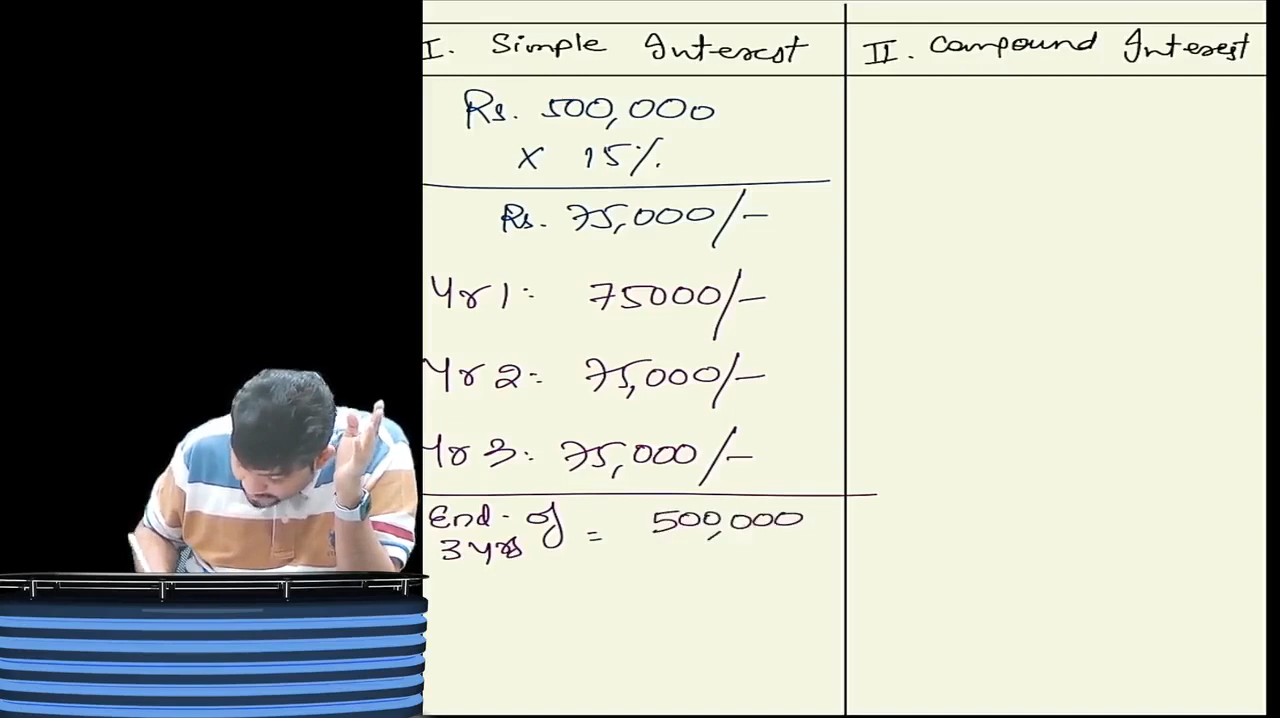 I. Simple Interest
II. Compound Interest
Rs. 500,000
x 15%
Rs. 75,000/-
Yr 1: 75000/-
Yr 2: 75,000/-
Yr 3: 75,000/-
End of
3 yrs = 500,000